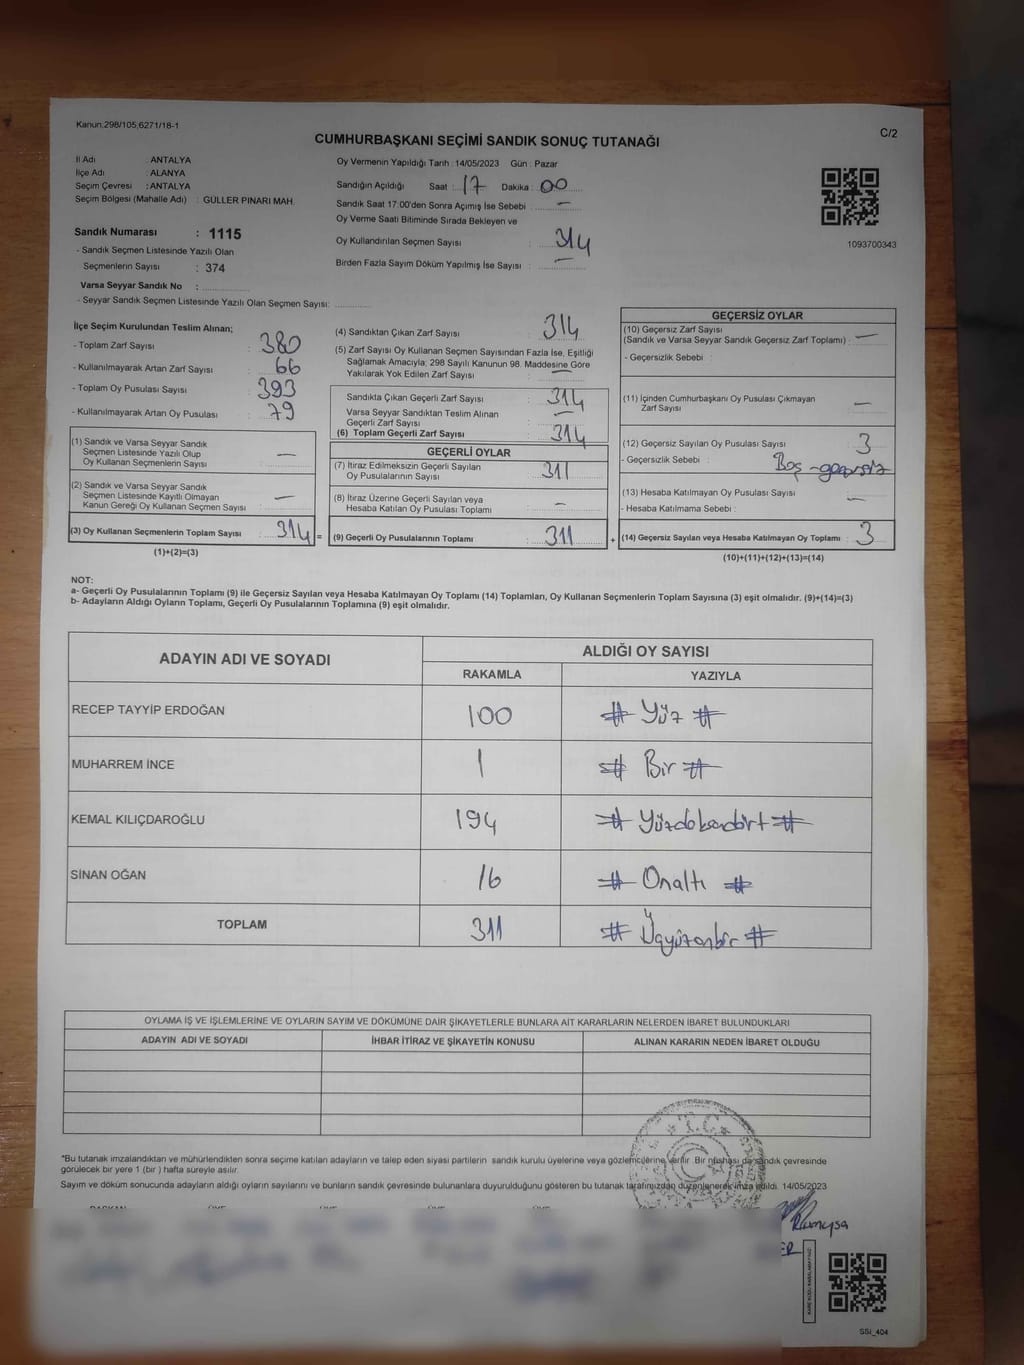 Kanun:298/105,6271/18-1
C/2
CUMHURBAŞKANI SEÇİMİ SANDIK SONUÇ TUTANAĞI
İl Adı : ANTALYA
İlçe Adı : ALANYA
Seçim Çevresi : ANTALYA
Seçim Bölgesi (Mahalle Adı) : GÜLLER PINARI MAH.
Sandık Numarası : 1115
- Sandık Seçmen Listesinde Yazılı Olan
Seçmenlerin Sayısı : 374
Varsa Seyyar Sandık No :
- Seyyar Sandık Seçmen Listesinde Yazılı Olan Seçmen Sayısı:
Oy Vermenin Yapıldığı Tarih : 14/05/2023 Gün : Pazar
Sandığın Açıldığı Saat : 17 Dakika : 00
Sandık Saat 17:00'den Sonra Açımış İse Sebebi : —
Oy Verme Saati Bitiminde Sırada Bekleyen ve
Oy Kullandırılan Seçmen Sayısı : 314
Birden Fazla Sayım Döküm Yapılmış İse Sayısı : —
1093700343
İlçe Seçim Kurulundan Teslim Alınan;
- Toplam Zarf Sayısı : 380
- Kullanılmayarak Artan Zarf Sayısı : 66
- Toplam Oy Pusulası Sayısı : 393
- Kullanılmayarak Artan Oy Pusulası : 79
(1) Sandık ve Varsa Seyyar Sandık
Seçmen Listesinde Yazılı Olup
Oy Kullanan Seçmenlerin Sayısı : —
(2) Sandık ve Varsa Seyyar Sandık
Seçmen Listesinde Kayıtlı Olmayan
Kanun Gereği Oy Kullanan Seçmen Sayısı : —
(3) Oy Kullanan Seçmenlerin Toplam Sayısı : 314 =
(1)+(2)=(3)
(4) Sandıktan Çıkan Zarf Sayısı : 314
(5) Zarf Sayısı Oy Kullanan Seçmen Sayısından Fazla İse, Eşitliği
Sağlamak Amacıyla; 298 Sayılı Kanunun 98. Maddesine Göre
Yakılarak Yok Edilen Zarf Sayısı : —
Sandıkta Çıkan Geçerli Zarf Sayısı : 314
Varsa Seyyar Sandıktan Teslim Alınan
Geçerli Zarf Sayısı : —
(6) Toplam Geçerli Zarf Sayısı : 314
GEÇERLİ OYLAR
(7) İtiraz Edilmeksizin Geçerli Sayılan
Oy Pusulalarının Sayısı : 311
(8) İtiraz Üzerine Geçerli Sayılan veya
Hesaba Katılan Oy Pusulası Toplamı : —
(9) Geçerli Oy Pusulalarının Toplamı : 311 +
GEÇERSİZ OYLAR
(10) Geçersiz Zarf Sayısı
(Sandık ve Varsa Seyyar Sandık Geçersiz Zarf Toplamı) : —
- Geçersizlik Sebebi :
(11) İçinden Cumhurbaşkanı Oy Pusulası Çıkmayan
Zarf Sayısı : —
(12) Geçersiz Sayılan Oy Pusulası Sayısı : 3
- Geçersizlik Sebebi : Boş - geçersiz
(13) Hesaba Katılmayan Oy Pusulası Sayısı : —
- Hesaba Katılmama Sebebi :
(14) Geçersiz Sayılan veya Hesaba Katılmayan Oy Toplamı : 3
(10)+(11)+(12)+(13)=(14)
NOT:
a- Geçerli Oy Pusulalarının Toplamı (9) ile Geçersiz Sayılan veya Hesaba Katılmayan Oy Toplamı (14) Toplamları, Oy Kullanan Seçmenlerin Toplam Sayısına (3) eşit olmalıdır. (9)+(14)=(3)
b- Adayların Aldığı Oyların Toplamı, Geçerli Oy Pusulalarının Toplamına (9) eşit olmalıdır.
ADAYIN ADI VE SOYADI ALDIĞI OY SAYISI
RAKAMLA YAZIYLA
RECEP TAYYİP ERDOĞAN 100 # Yüz #
MUHARREM İNCE 1 # Bir #
KEMAL KILIÇDAROĞLU 194 # Yüzdoksandört #
SİNAN OĞAN 16 # Onaltı #
TOPLAM 311 # Üçyüzonbir #
OYLAMA İŞ VE İŞLEMLERİNE VE OYLARIN SAYIM VE DÖKÜMÜNE DAİR ŞİKAYETLERLE BUNLARA AİT KARARLARIN NELERDEN İBARET BULUNDUKLARI
ADAYIN ADI VE SOYADI İHBAR İTİRAZ VE ŞİKAYETİN KONUSU ALINAN KARARIN NEDEN İBARET OLDUĞU
T.C.
*Bu tutanak imzalandıktan ve mühürlendikten sonra seçime katılan adayların ve talep eden siyasi partilerin sandık kurulu üyelerine veya gözlemcilerine verilir. Bir nüshası da sandık çevresinde
görülecek bir yere 1 (bir ) hafta süreyle asılır.
Sayım ve döküm sonucunda adayların aldığı oyların sayılarını ve bunların sandık çevresinde bulunanlara duyurulduğunu gösteren bu tutanak tarafımızdan düzenlenerek imza edildi. 14/05/2023
Rumeysa
SSİ_404